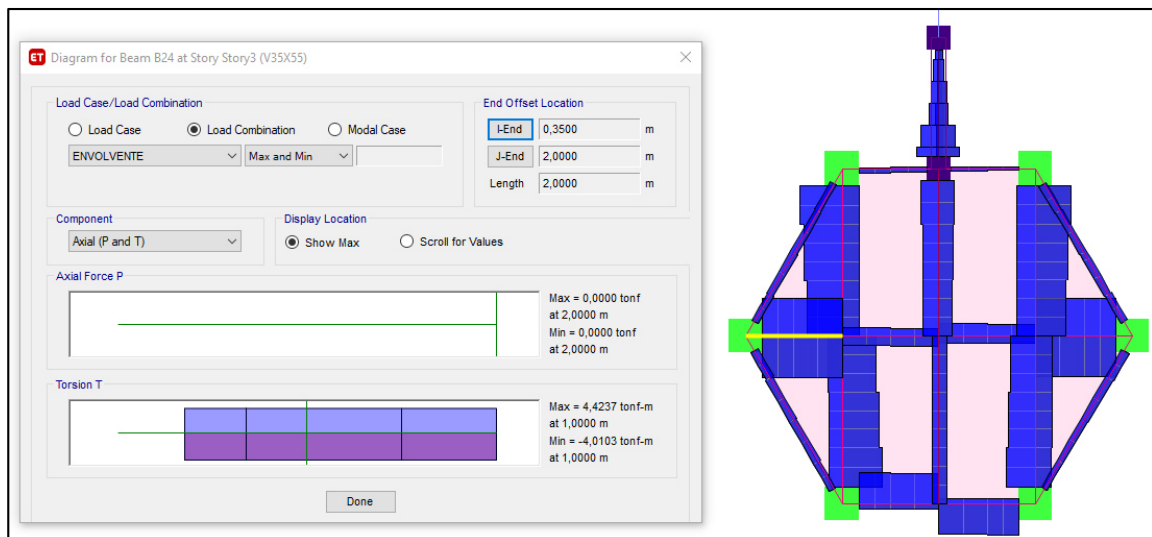 ET Diagram for Beam B24 at Story Story3 (V35X55)
Load Case/Load Combination
Load Case Load Combination Modal Case
ENVOLVENTE Max and Min
End Offset Location
I-End 0,3500 m
J-End 2,0000 m
Length 2,0000 m
Component
Axial (P and T)
Display Location
Show Max Scroll for Values
Axial Force P
Max = 0,0000 tonf
at 2,0000 m
Min = 0,0000 tonf
at 2,0000 m
Torsion T
Max = 4,4237 tonf-m
at 1,0000 m
Min = -4,0103 tonf-m
at 1,0000 m
Done